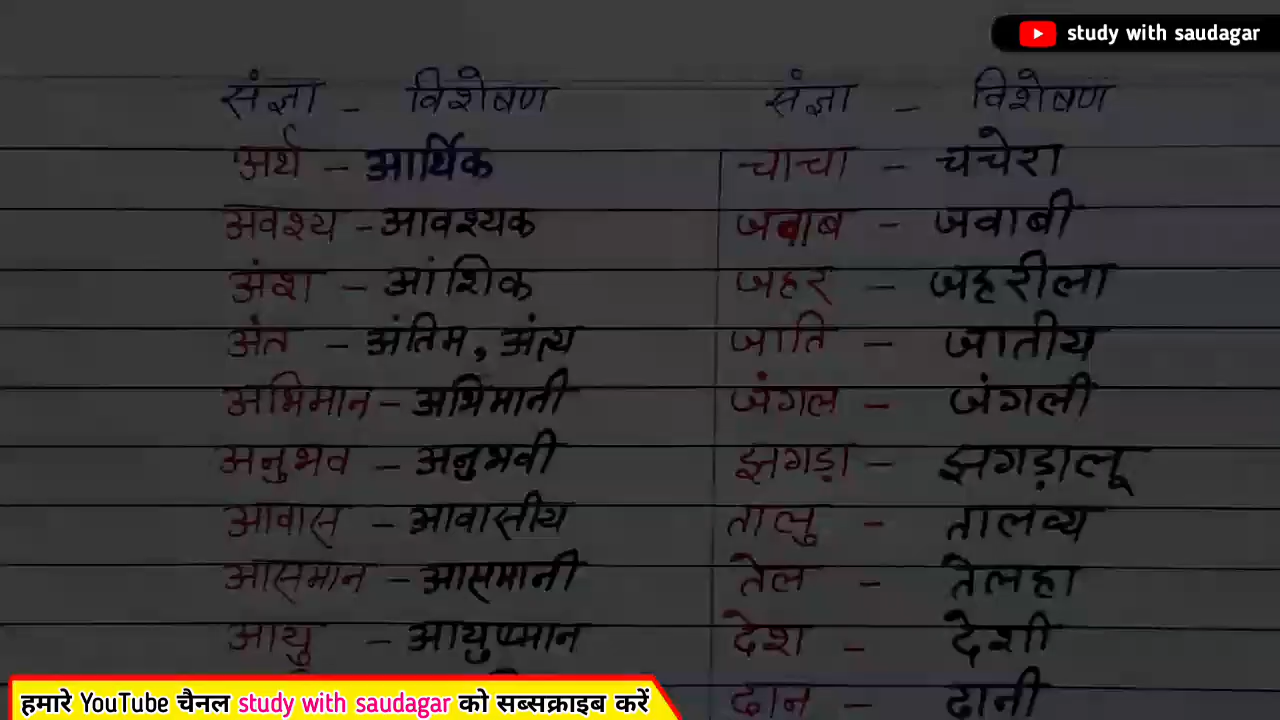 study with saudagar
संज्ञा - विशेषण
अर्थ - आर्थिक
अवश्य - आवश्यक
अंश - आंशिक
अंत - अंतिम, अंत्य
अभिमान - अभिमानी
अनुभव - अनुभवी
आवास - आवासीय
आसमान - आसमानी
आयु - आयुष्मान
संज्ञा - विशेषण
चाचा - चचेरा
जवाब - जवाबी
जहर - जहरीला
जाति - जातीय
जंगल - जंगली
झगड़ा - झगड़ालू
तालु - तालव्य
तेल - तेलहा
देश - देशी
दान - दानी
हमारे YouTube चैनल study with saudagar को सब्सक्राइब करें